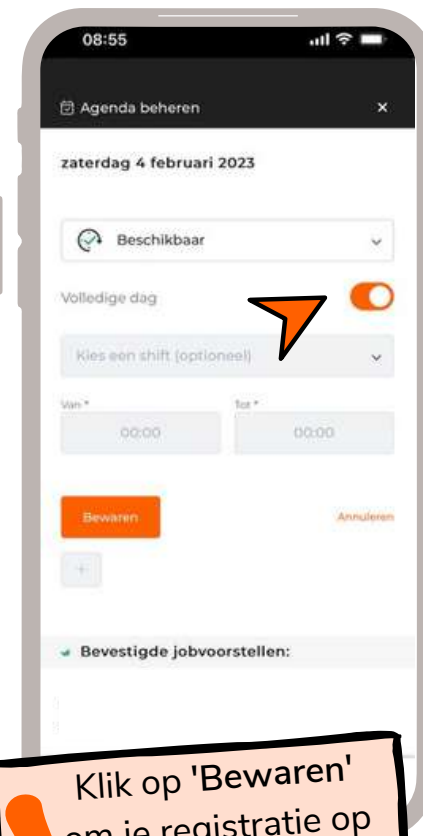 08:55
Agenda beheren
zaterdag 4 februari 2023
Beschikbaar
Volledige dag
Kies een shift (optioneel)
Van * Tot *
00:00 00:00
Bewaren Annuleren
+
Bevestigde jobvoorstellen:
Klik op 'Bewaren'
om je registratie op